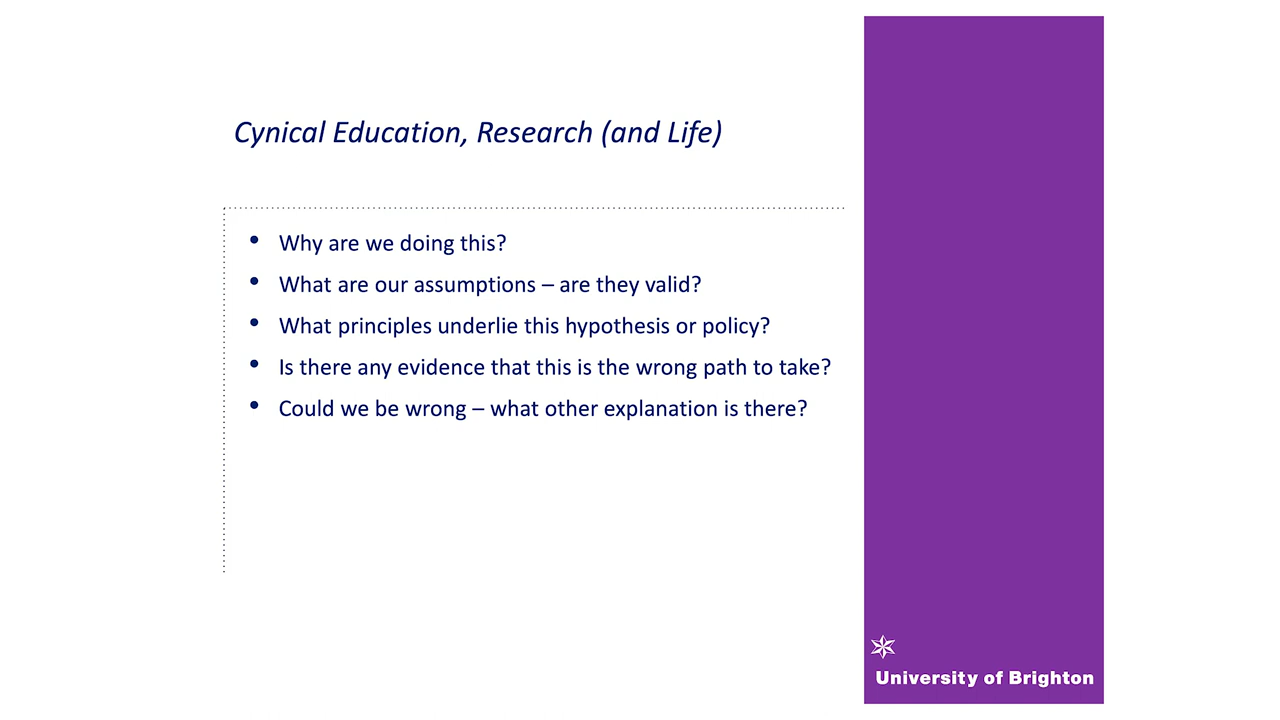 Cynical Education, Research (and Life)
• Why are we doing this?
• What are our assumptions – are they valid?
• What principles underlie this hypothesis or policy?
• Is there any evidence that this is the wrong path to take?
• Could we be wrong – what other explanation is there?
University of Brighton